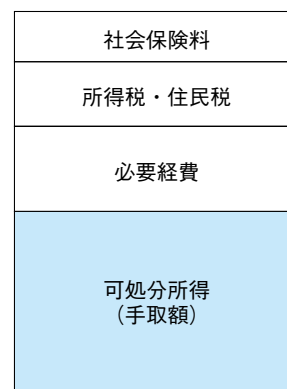 社会保険料
所得税・住民税
必要経費
可処分所得
（手取額）